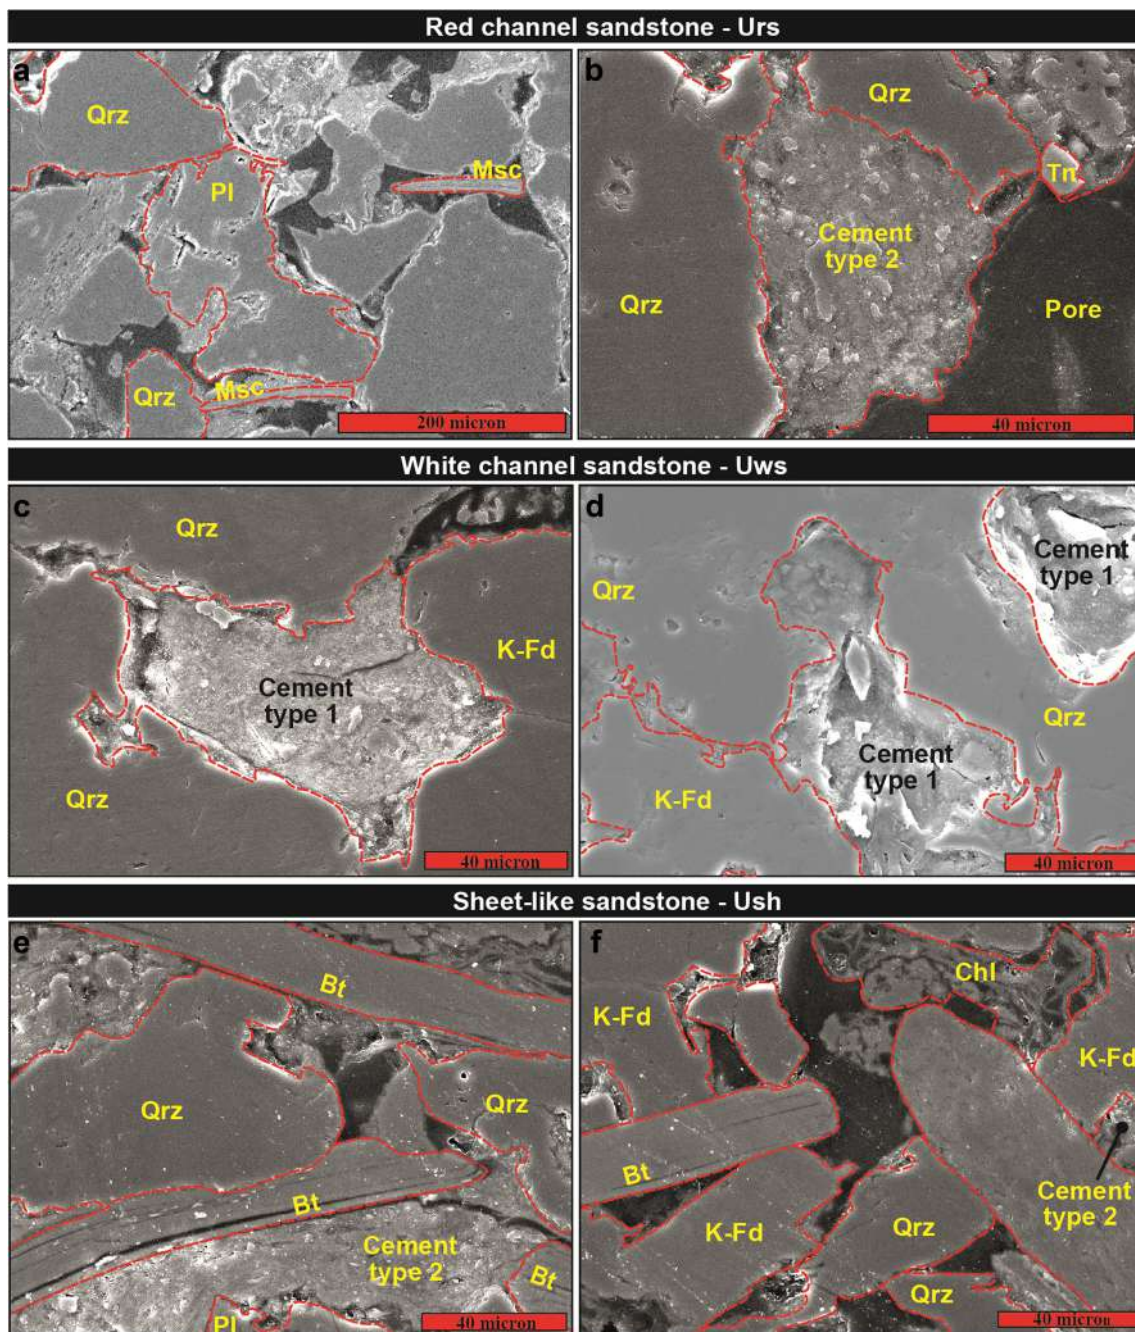 Red channel sandstone - Urs
a
Qrz
Pl
Msc
Qrz
Msc
200 micron
b
Qrz
Tn
Cement
type 2
Qrz
Pore
40 micron
White channel sandstone - Uws
c
Qrz
K-Fd
Cement
type 1
Qrz
40 micron
d
Cement
type 1
Qrz
Qrz
Cement
type 1
K-Fd
40 micron
Sheet-like sandstone - Ush
e
Bt
Qrz
Qrz
Bt
Cement
type 2
Bt
Pl
40 micron
f
Chl
K-Fd
K-Fd
Bt
Cement
type 2
K-Fd
Qrz
Qrz
40 micron